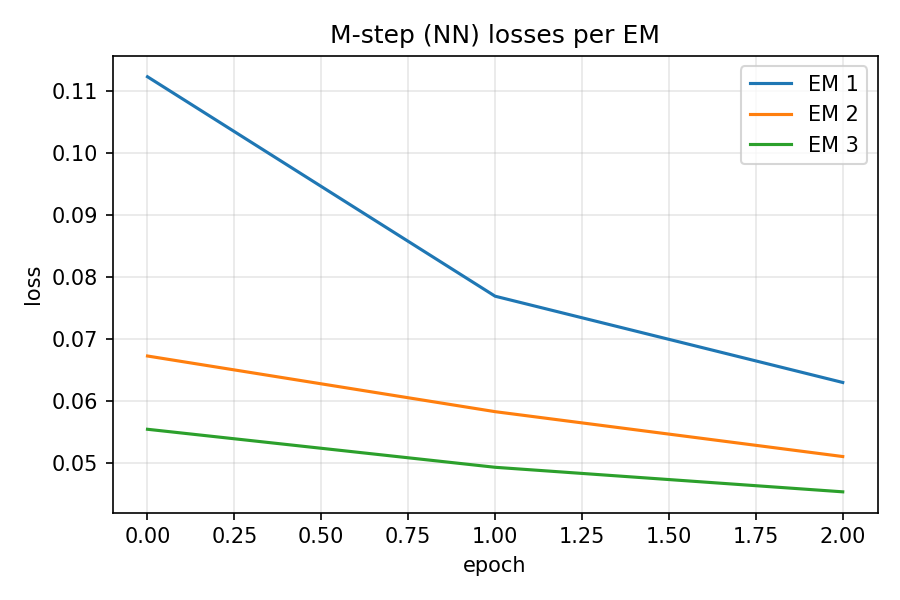 M-step (NN) losses per EM
EM 1
EM 2
EM 3
loss
0.11
0.10
0.09
0.08
0.07
0.06
0.05
0.00 0.25 0.50 0.75 1.00 1.25 1.50 1.75 2.00
epoch